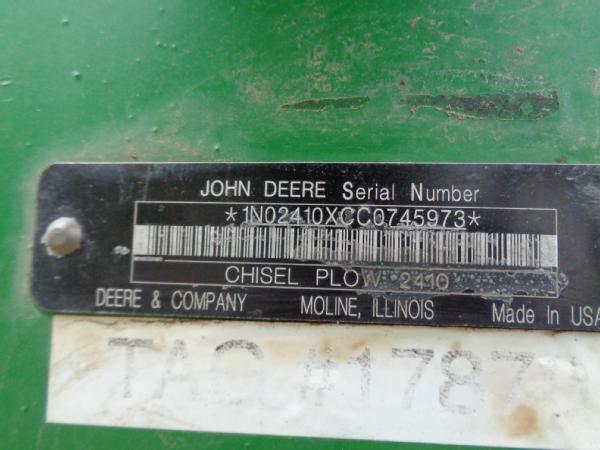 JOHN DEERE Serial Number
*1N02410XCC0745973*
CHISEL PLOW 2410
DEERE & COMPANY MOLINE, ILLINOIS Made In USA
TAG #1787